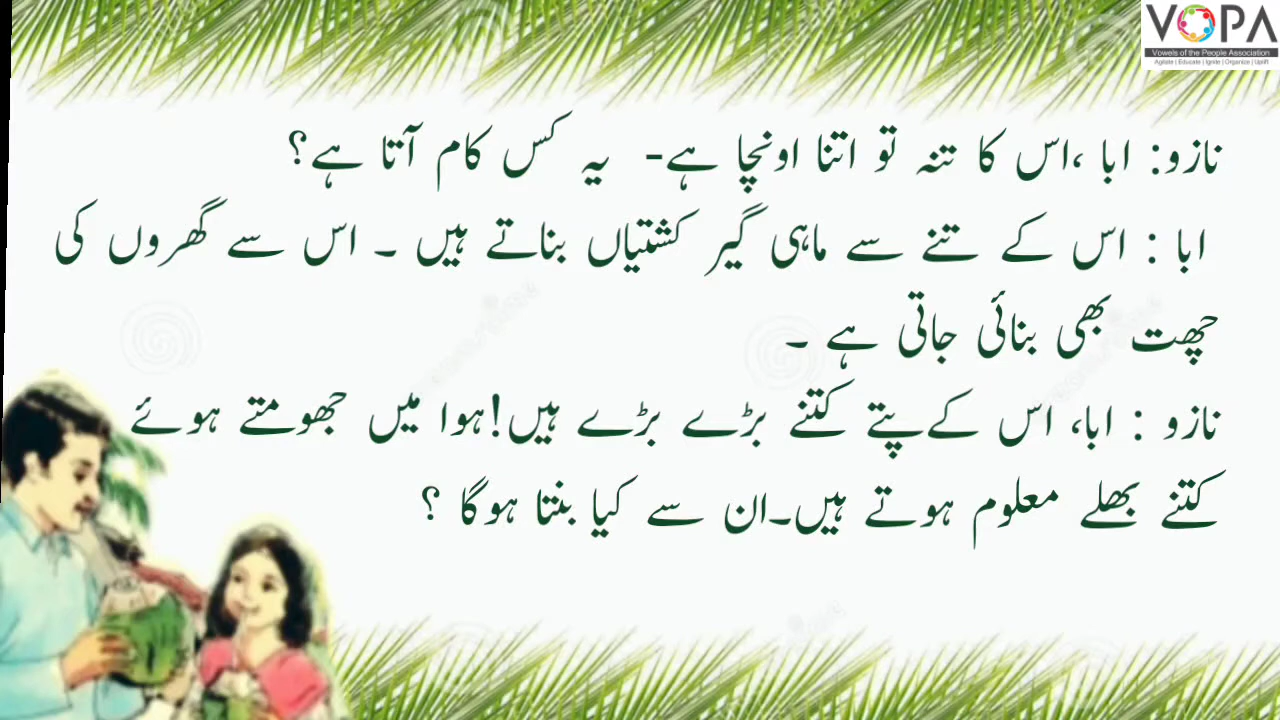 VOPA
Vowels of the People Association
Agitate | Educate | Ignite | Organize | Uplift
نازو: ابا ،اس کا تنہ تو اتنا اونچا ہے- یہ کس کام آتا ہے؟
ابا : اس کے تنے سے ماہی گیر کشتیاں بناتے ہیں ۔ اس سے گھروں کی
چھت بھی بنائی جاتی ہے ۔
نازو : ابا، اس کے پتے کتنے بڑے بڑے ہیں!ہوا میں جھومتے ہوئے
کتنے بھلے معلوم ہوتے ہیں۔ان سے کیا بنتا ہوگا ؟